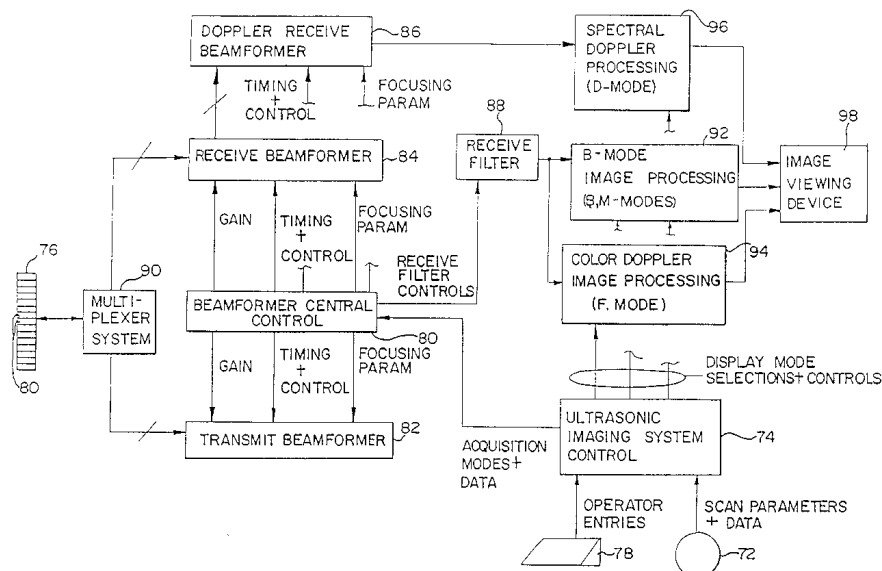 DOPPLER RECEIVE
BEAMFORMER
86
SPECTRAL
DOPPLER
PROCESSING
(D-MODE)
96
TIMING
+
CONTROL
FOCUSING
PARAM
88
RECEIVE
FILTER
92
B-MODE
IMAGE PROCESSING
(B,M-MODES)
98
IMAGE
VIEWING
DEVICE
RECEIVE BEAMFORMER
84
GAIN
TIMING
+
CONTROL
FOCUSING
PARAM
RECEIVE
FILTER
CONTROLS
94
COLOR DOPPLER
IMAGE PROCESSING
(F, MODE)
76
80
90
MULTI-
PLEXER
SYSTEM
BEAMFORMER CENTRAL
CONTROL
80
GAIN
TIMING
+
CONTROL
FOCUSING
PARAM
DISPLAY MODE
SELECTIONS+ CONTROLS
TRANSMIT BEAMFORMER
82
ACQUISITION
MODES+
DATA
ULTRASONIC
IMAGING SYSTEM
CONTROL
74
OPERATOR
ENTRIES
78
SCAN PARAMETERS
+ DATA
72